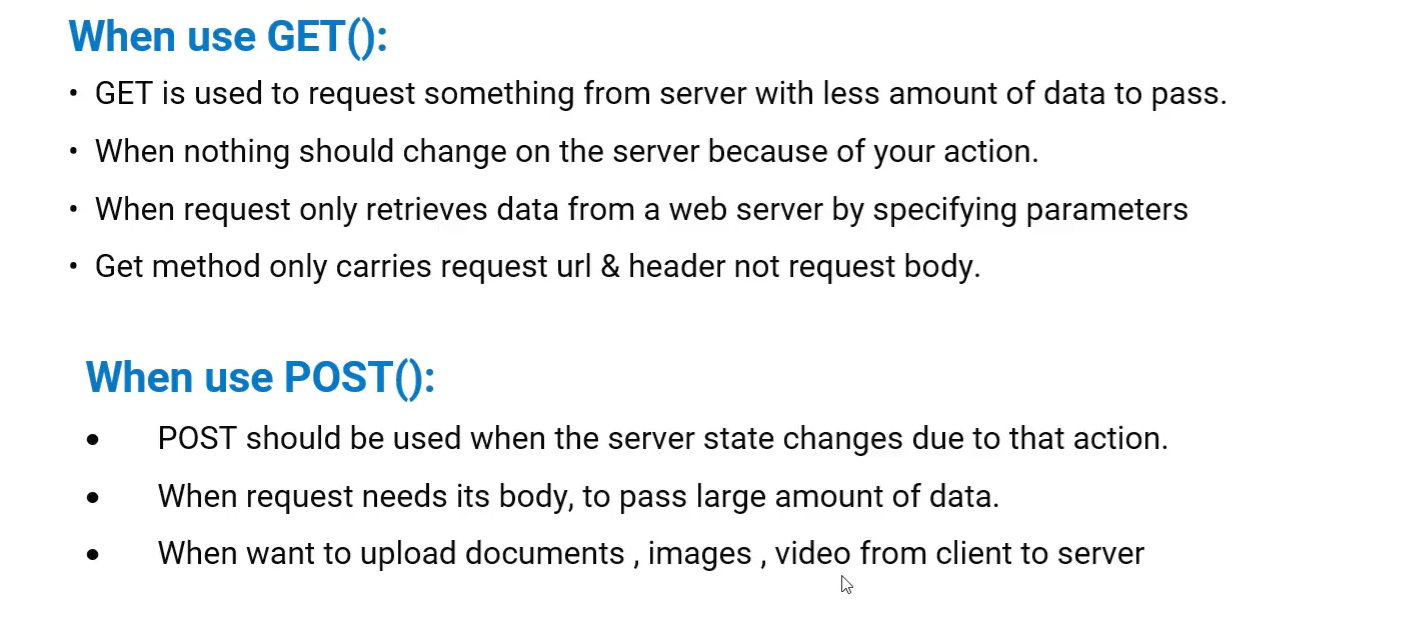 When use GET():
• GET is used to request something from server with less amount of data to pass.
• When nothing should change on the server because of your action.
• When request only retrieves data from a web server by specifying parameters
• Get method only carries request url & header not request body.
When use POST():
• POST should be used when the server state changes due to that action.
• When request needs its body, to pass large amount of data.
• When want to upload documents , images , video from client to server